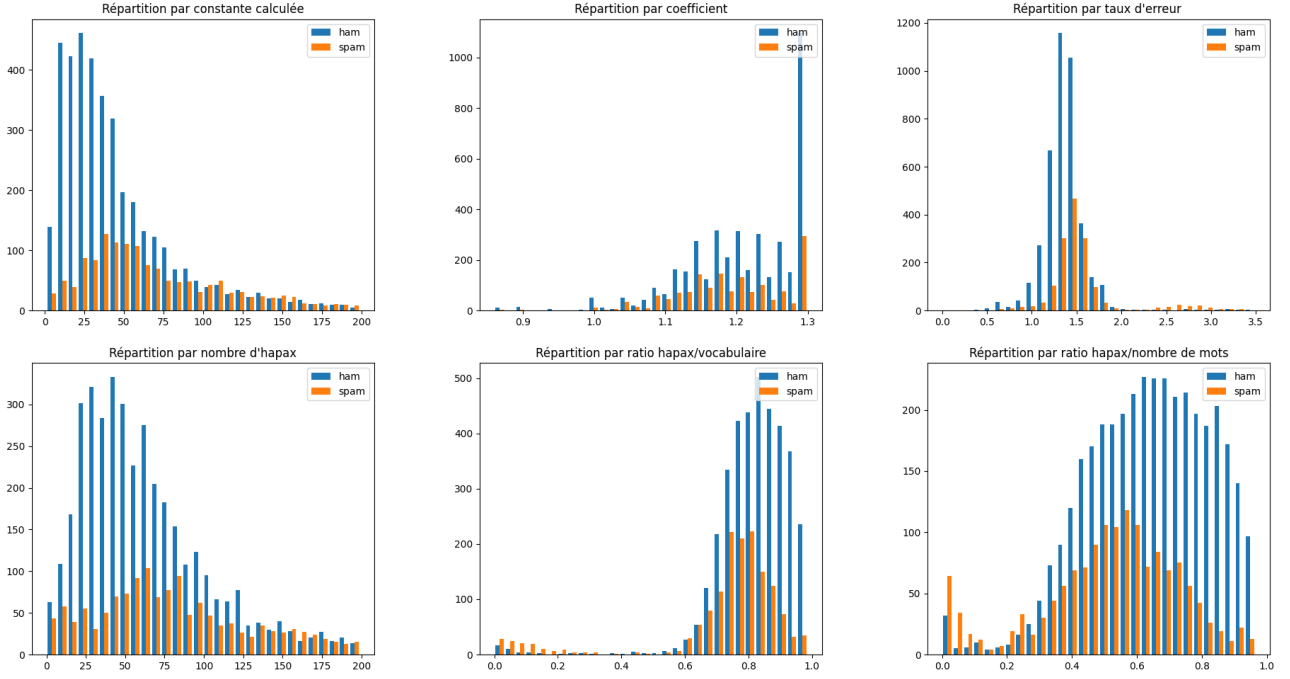 Répartition par constante calculée
ham
spam
400
300
200
100
0
0 25 50 75 100 125 150 175 200
Répartition par coefficient
ham
spam
1000
800
600
400
200
0
0.9 1.0 1.1 1.2 1.3
Répartition par taux d'erreur
ham
spam
1200
1000
800
600
400
200
0
0.0 0.5 1.0 1.5 2.0 2.5 3.0 3.5
Répartition par nombre d'hapax
ham
spam
300
250
200
150
100
50
0
0 25 50 75 100 125 150 175 200
Répartition par ratio hapax/vocabulaire
ham
spam
500
400
300
200
100
0
0.0 0.2 0.4 0.6 0.8 1.0
Répartition par ratio hapax/nombre de mots
ham
spam
200
150
100
50
0
0.0 0.2 0.4 0.6 0.8 1.0